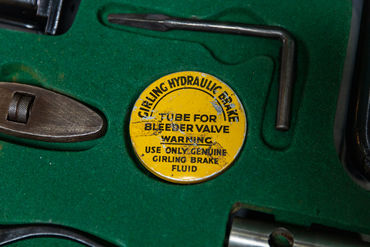 GIRLING HYDRAULIC BRAKE
TUBE FOR
BLEEDER VALVE
WARNING
USE ONLY GENUINE
GIRLING BRAKE
FLUID